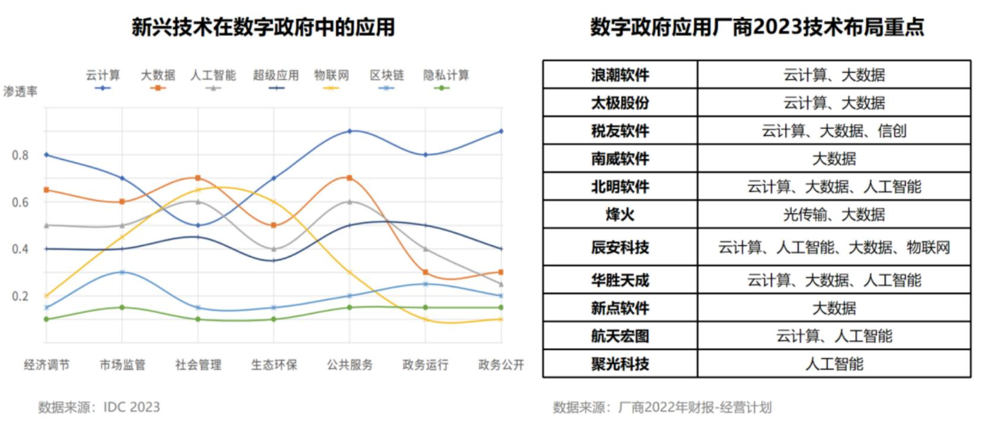 新兴技术在数字政府中的应用
云计算 大数据 人工智能 超级应用 物联网 区块链 隐私计算
渗透率
0.8
0.6
0.4
0.2
经济调节 市场监管 社会管理 生态环保 公共服务 政务运行 政务公开
数据来源：IDC 2023
数字政府应用厂商2023技术布局重点
浪潮软件 云计算、大数据
太极股份 云计算、大数据
税友软件 云计算、大数据、信创
南威软件 大数据
北明软件 云计算、大数据、人工智能
烽火 光传输、大数据
辰安科技 云计算、人工智能、大数据、物联网
华胜天成 云计算、大数据、人工智能
新点软件 大数据
航天宏图 云计算、人工智能
聚光科技 人工智能
数据来源：厂商2022年财报-经营计划